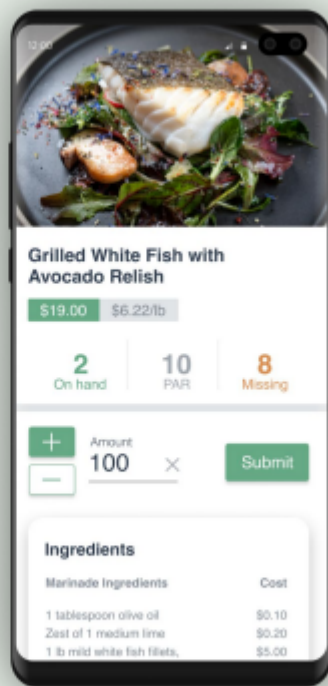 12:00
Grilled White Fish with
Avocado Relish
$19.00 $6.22/lb
2 10 8
On hand PAR Missing
+
Amount
100 ×
Submit
−
Ingredients
Marinade Ingredients Cost
1 tablespoon olive oil $0.10
Zest of 1 medium lime $0.20
1 lb mild white fish fillets, $5.00